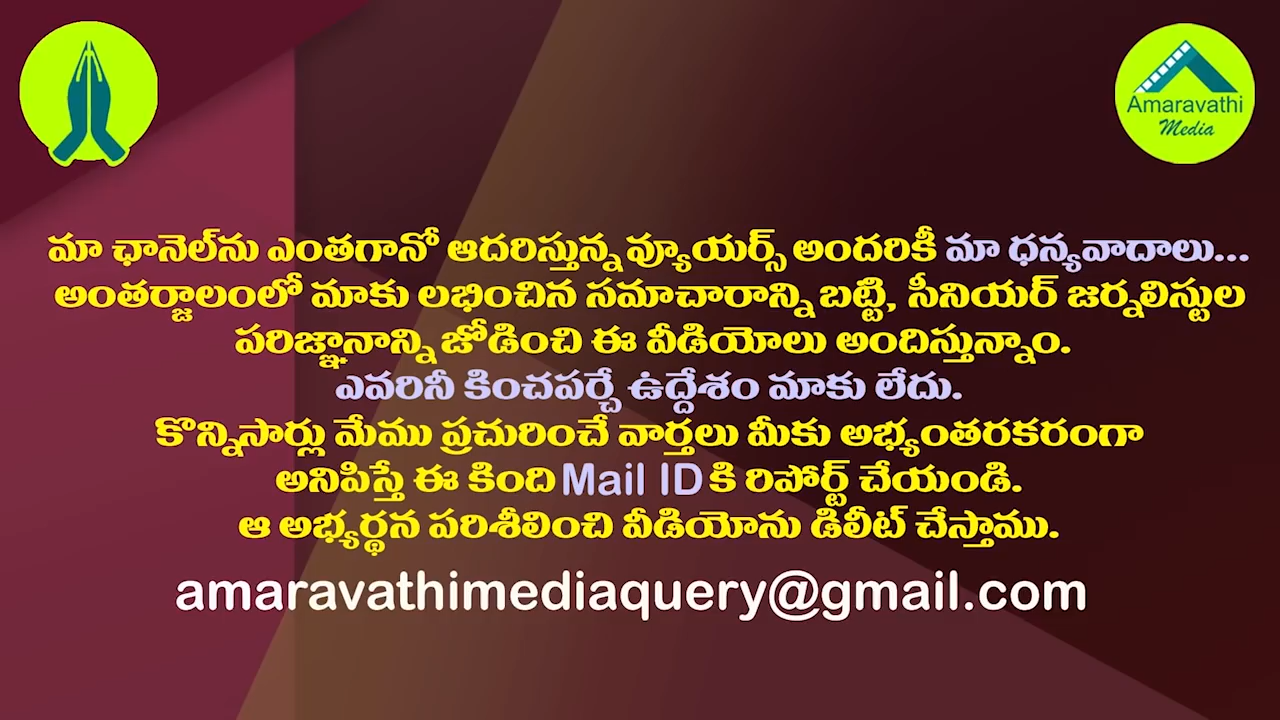 Amaravathi
Media
మా ఛానెల్‌ను ఎంతగానో ఆదరిస్తున్న వ్యూయర్స్ అందరికీ మా ధన్యవాదాలు...
అంతర్జాలంలో మాకు లభించిన సమాచారాన్ని బట్టి, సీనియర్ జర్నలిస్టుల
పరిజ్ఞానాన్ని జోడించి ఈ వీడియోలు అందిస్తున్నాం.
ఎవరినీ కించపర్చే ఉద్దేశం మాకు లేదు.
కొన్నిసార్లు మేము ప్రచురించే వార్తలు మీకు అభ్యంతరకరంగా
అనిపిస్తే ఈ కింది Mail ID కి రిపోర్ట్ చేయండి.
ఆ అభ్యర్థన పరిశీలించి వీడియోను డిలీట్ చేస్తాము.
amaravathimediaquery@gmail.com